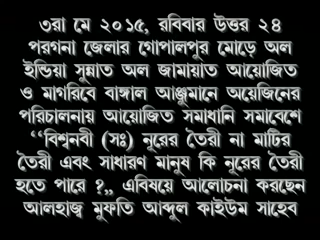 ৩রা মে ২০১৫, রবিবার উত্তর ২৪
পরগনা জেলার গোপালপুর মোড়ে অল
ইন্ডিয়া সুন্নাত অল জামায়াত আয়োজিত
ও মাগরিবে বাঙ্গাল আঞ্জুমানে অয়েজিনের
পরিচালনায় আয়োজিত সমাধানি সমাবেশে
‘‘বিশ্বনবী (সঃ) নূরের তৈরী না মাটির
তৈরী এবং সাধারণ মানুষ কি নূরের তৈরী
হতে পারে ?,, এবিষয়ে আলোচনা করছেন
আলহাজ্ব মুফতি আব্দুল কাইউম সাহেব